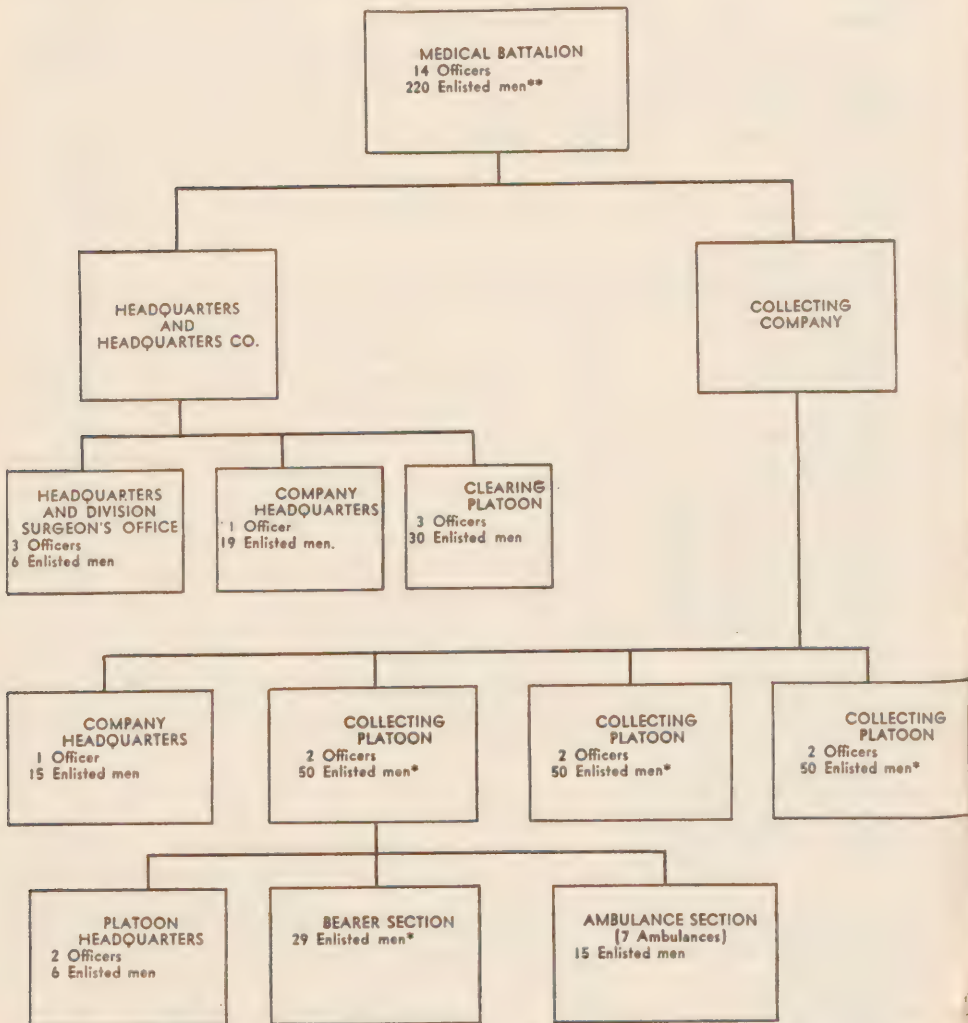 MEDICAL BATTALION
14 Officers
220 Enlisted men**
HEADQUARTERS
AND
HEADQUARTERS CO.
COLLECTING
COMPANY
HEADQUARTERS
AND DIVISION
SURGEON'S OFFICE
3 Officers
6 Enlisted men
COMPANY
HEADQUARTERS
1 Officer
19 Enlisted men.
CLEARING
PLATOON
3 Officers
30 Enlisted men
COMPANY
HEADQUARTERS
1 Officer
15 Enlisted men
COLLECTING
PLATOON
2 Officers
50 Enlisted men*
COLLECTING
PLATOON
2 Officers
50 Enlisted men*
COLLECTING
PLATOON
2 Officers
50 Enlisted men*
PLATOON
HEADQUARTERS
2 Officers
6 Enlisted men
BEARER SECTION
29 Enlisted men*
AMBULANCE SECTION
(7 Ambulances)
15 Enlisted men